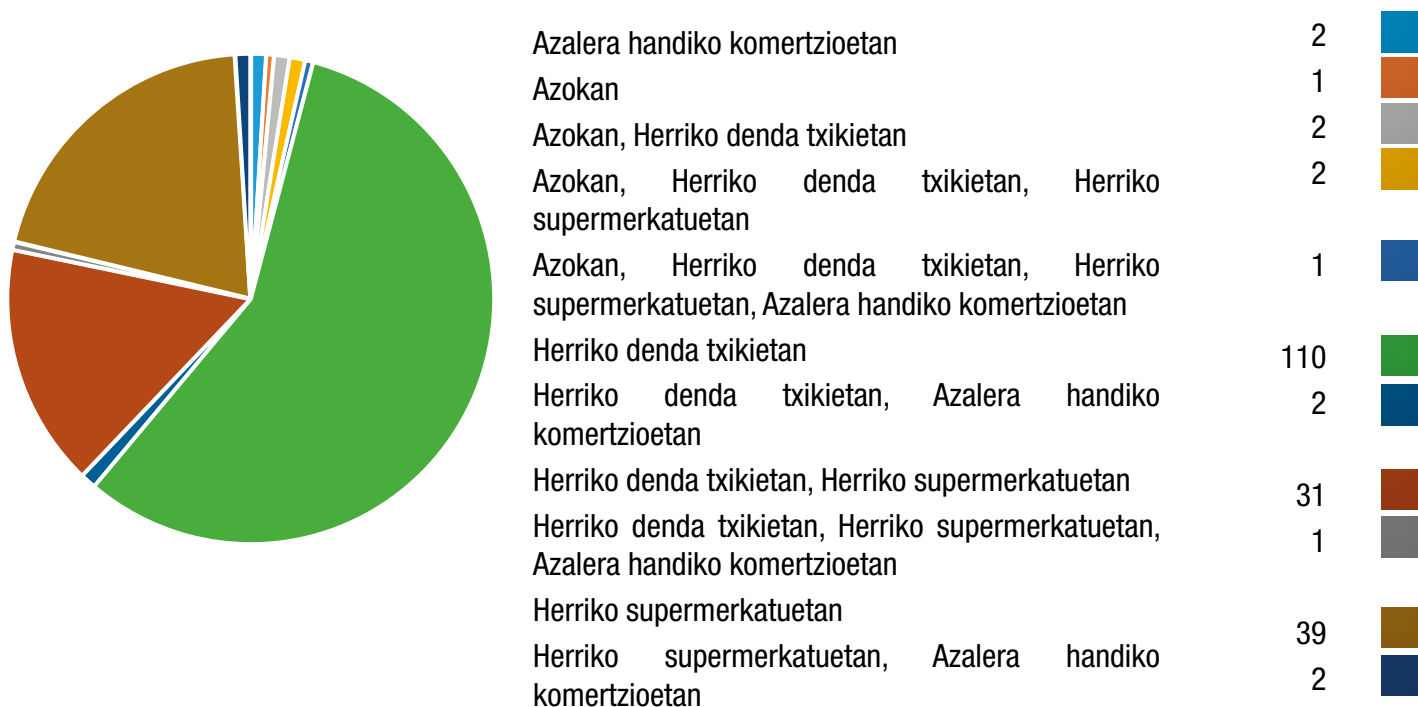 Azalera handiko komertzioetan 2
Azokan 1
Azokan, Herriko denda txikietan 2
Azokan, Herriko denda txikietan, Herriko 2
supermerkatuetan
Azokan, Herriko denda txikietan, Herriko 1
supermerkatuetan, Azalera handiko komertzioetan
Herriko denda txikietan 110
Herriko denda txikietan, Azalera handiko 2
komertzioetan
Herriko denda txikietan, Herriko supermerkatuetan 31
Herriko denda txikietan, Herriko supermerkatuetan, 1
Azalera handiko komertzioetan
Herriko supermerkatuetan 39
Herriko supermerkatuetan, Azalera handiko 2
komertzioetan